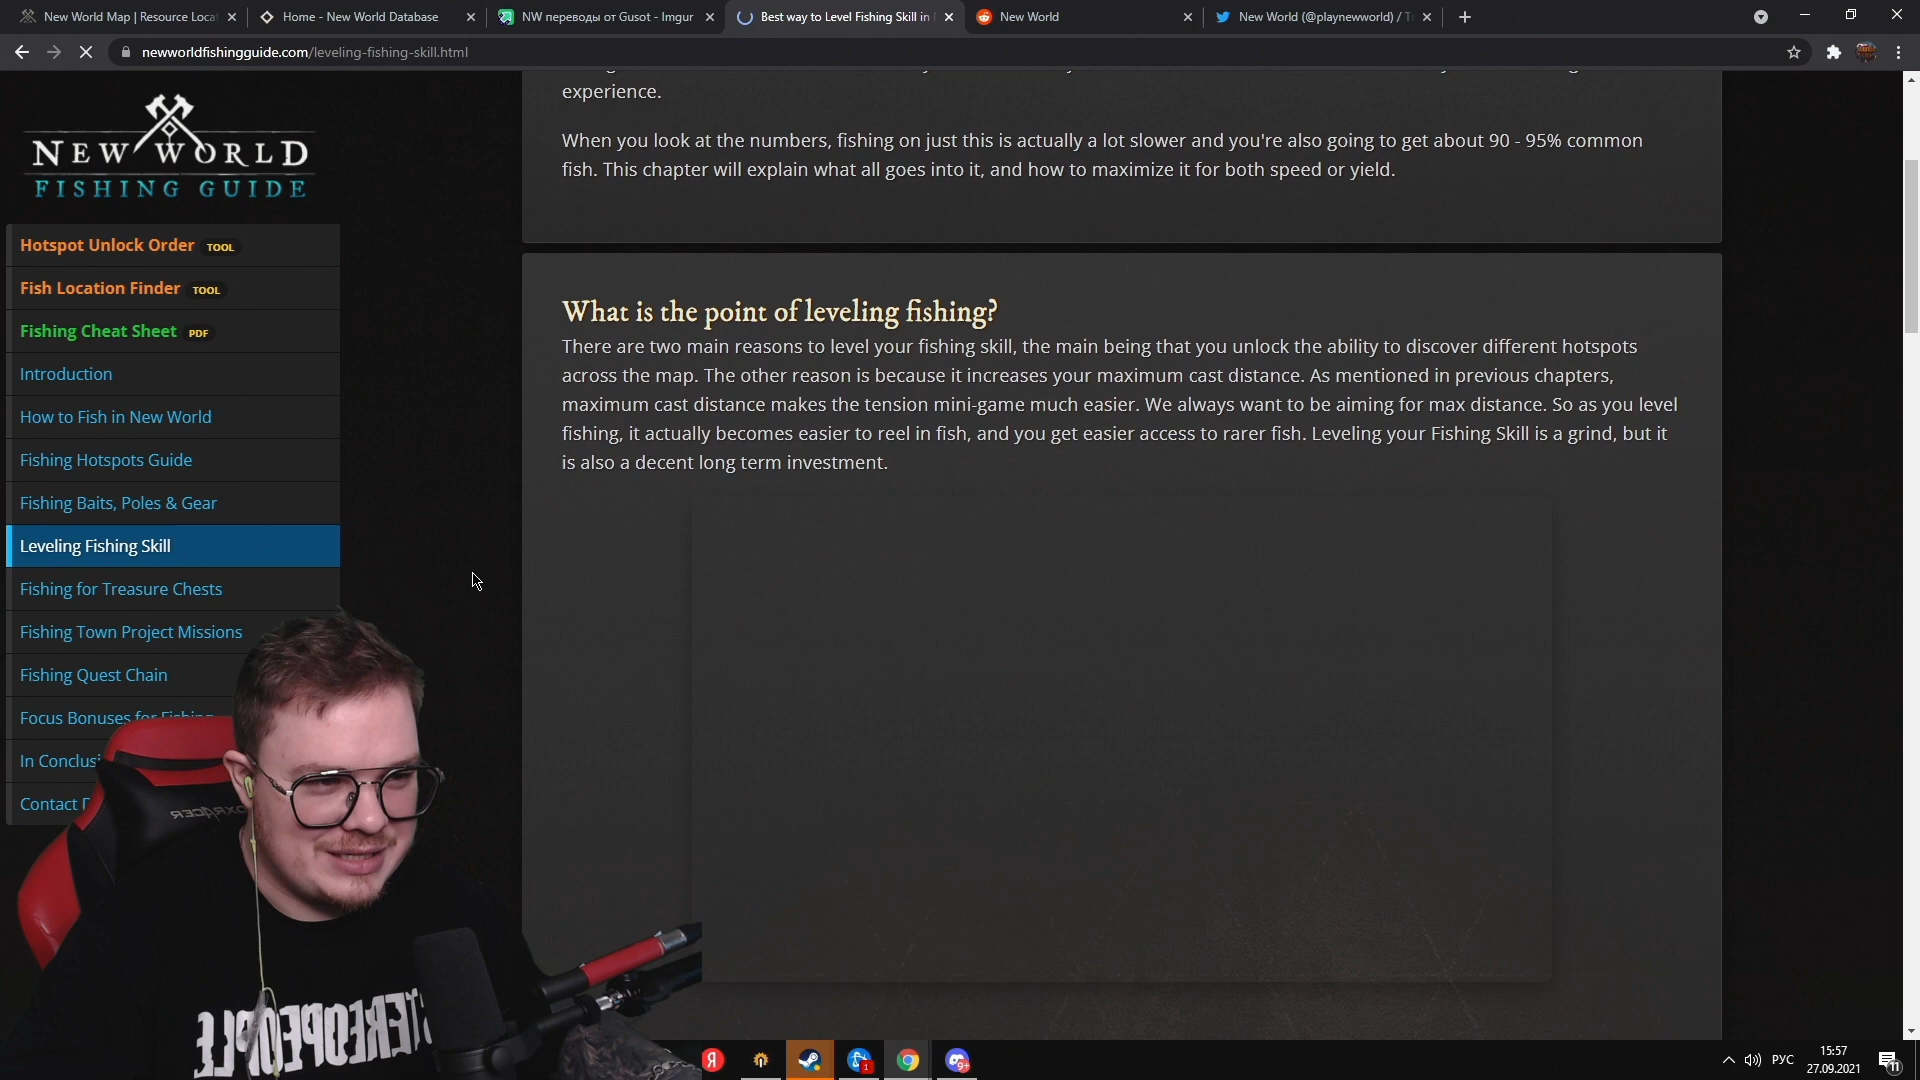 New World Map | Resource Locat
Home - New World Database
NW переводы от Gusot - Imgur
Best way to Level Fishing Skill in
New World
New World (@playnewworld) / T
newworldfishingguide.com/leveling-fishing-skill.html
experience.
When you look at the numbers, fishing on just this is actually a lot slower and you're also going to get about 90 - 95% common
fish. This chapter will explain what all goes into it, and how to maximize it for both speed or yield.
NEW WORLD
FISHING GUIDE
Hotspot Unlock Order TOOL
Fish Location Finder TOOL
Fishing Cheat Sheet PDF
Introduction
How to Fish in New World
Fishing Hotspots Guide
Fishing Baits, Poles & Gear
Leveling Fishing Skill
Fishing for Treasure Chests
Fishing Town Project Missions
Fishing Quest Chain
Focus Bonuses for Fishing
In Conclusi
Contact
What is the point of leveling fishing?
There are two main reasons to level your fishing skill, the main being that you unlock the ability to discover different hotspots
across the map. The other reason is because it increases your maximum cast distance. As mentioned in previous chapters,
maximum cast distance makes the tension mini-game much easier. We always want to be aiming for max distance. So as you level
fishing, it actually becomes easier to reel in fish, and you get easier access to rarer fish. Leveling your Fishing Skill is a grind, but it
is also a decent long term investment.
DXRACER
STEREOPEOPLE
Я
1
9+
РУС
15:57
27.09.2021
11